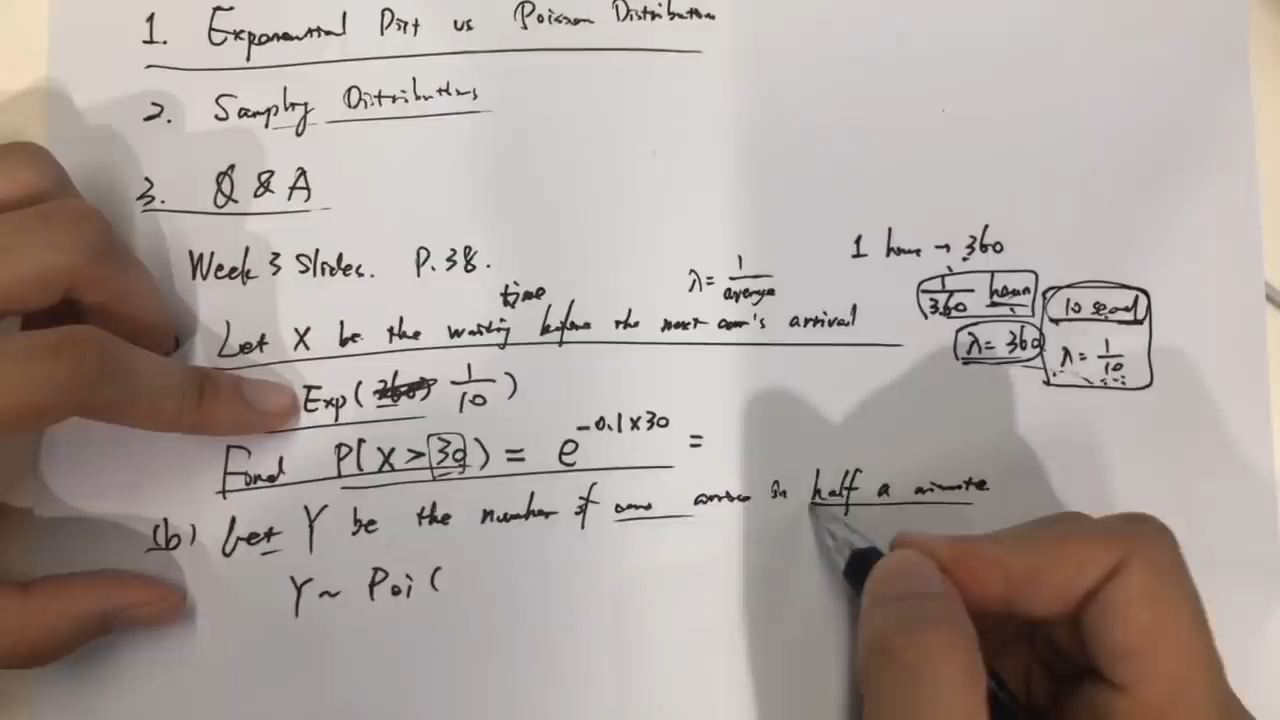 1. Exponential Dist vs Poisson Distribution
2. Sampling Distributions
3. Q & A
Week 3 Slides. P.38.
1 hour → 360
λ = 1/average
1/360 hour
10 second
λ = 360
λ = 1/10
time
Let X be the waiting before the next car's arrival
Exp( 1/10 )
Find P(X > 30) = e^{-0.1×30} =
(b) Let Y be the number of cars arrive in half a minute
Y ~ Poi(